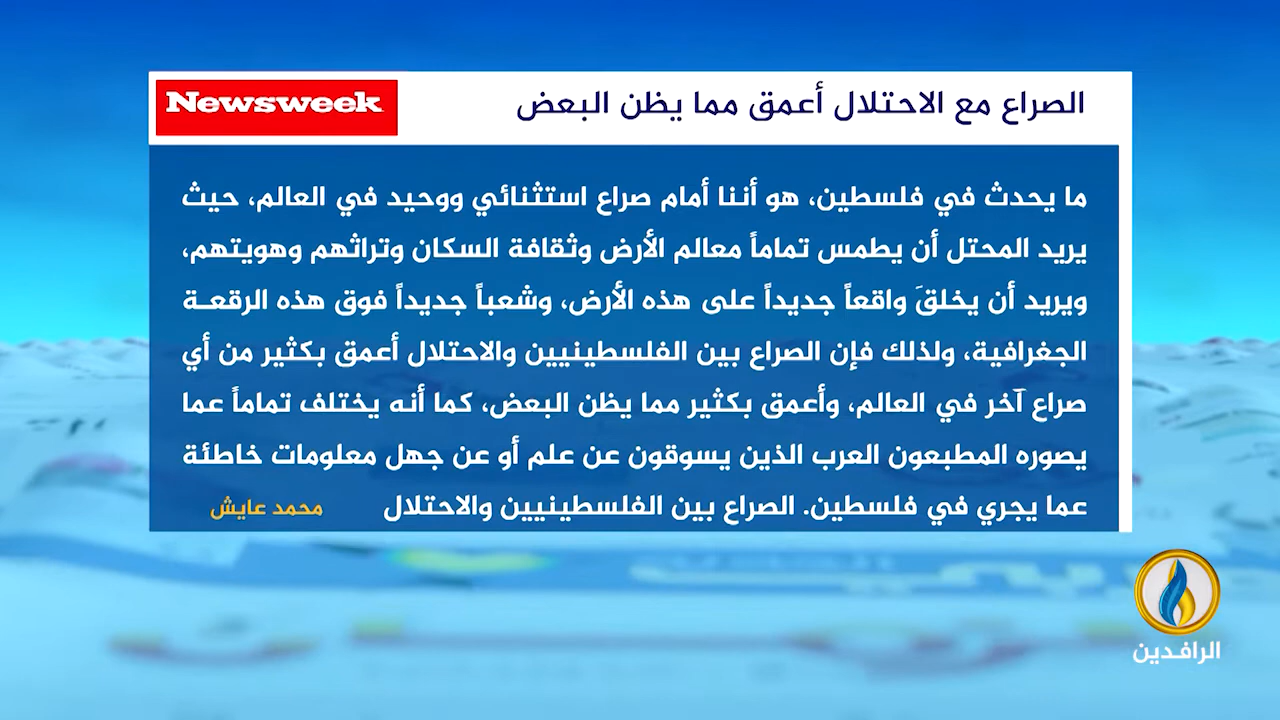 الصراع مع الاحتلال أعمق مما يظن البعض
Newsweek
ما يحدث في فلسطين، هو أننا أمام صراع استثنائي ووحيد في العالم، حيث
يريد المحتل أن يطمس تماماً معالم الأرض وثقافة السكان وتراثهم وهويتهم،
ويريد أن يخلقَ واقعاً جديداً على هذه الأرض، وشعباً جديداً فوق هذه الرقعـة
الجغرافية، ولذلك فإن الصراع بين الفلسطينيين والاحتلال أعمق بكثير من أي
صراع آخر في العالم، وأعمق بكثير مما يظن البعض، كما أنه يختلف تماماً عما
يصوره المطبعون العرب الذين يسوقون عن علم أو عن جهل معلومات خاطئة
عما يجري في فلسطين. الصراع بين الفلسطينيين والاحتلال
محمد عايش
الرافـدين